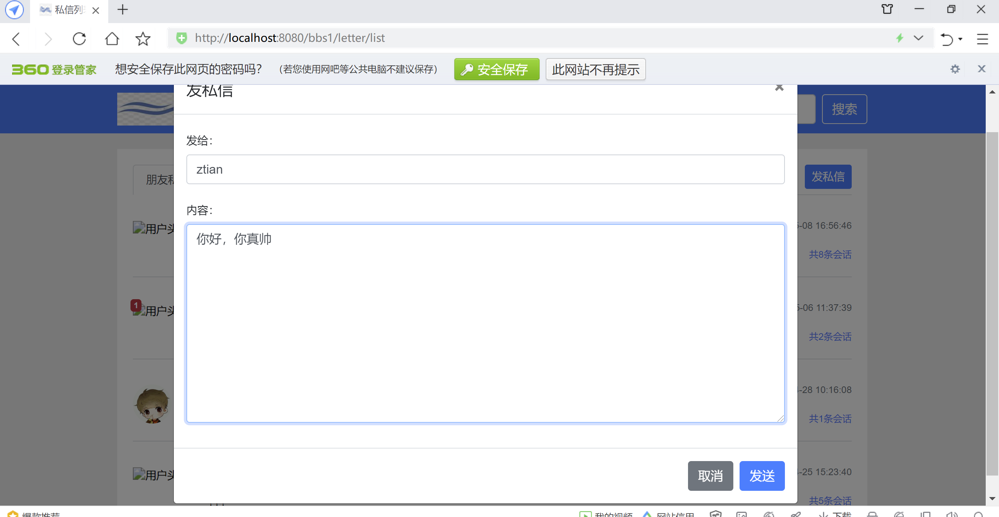 私信列
http://localhost:8080/bbs1/letter/list
360登录管家 想安全保存此网页的密码吗？ （若您使用网吧等公共电脑不建议保存） 安全保存 此网站不再提示
发私信
搜索
发给：
ztian
朋友私 发私信
内容：
你好，你真帅
用户头 -08 16:56:46
共8条会话
1 用户头 -06 11:37:39
共2条会话
-28 10:16:08
共1条会话
用户头 -25 15:23:40
取消 发送
共5条会话
爆款推荐 我的视频 网站信用 下载